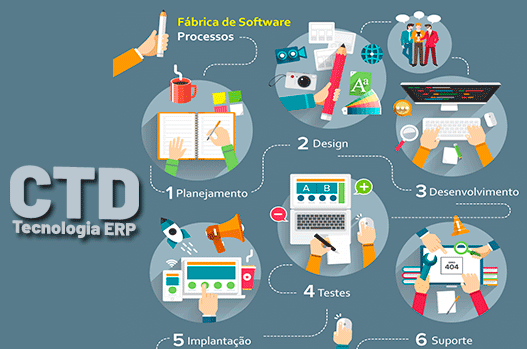 Fábrica de Software
Processos
2 Design
1 Planejamento
3 Desenvolvimento
CTD
Tecnologia ERP
Aa
A B
404
4 Testes
5 Implantação
6 Suporte